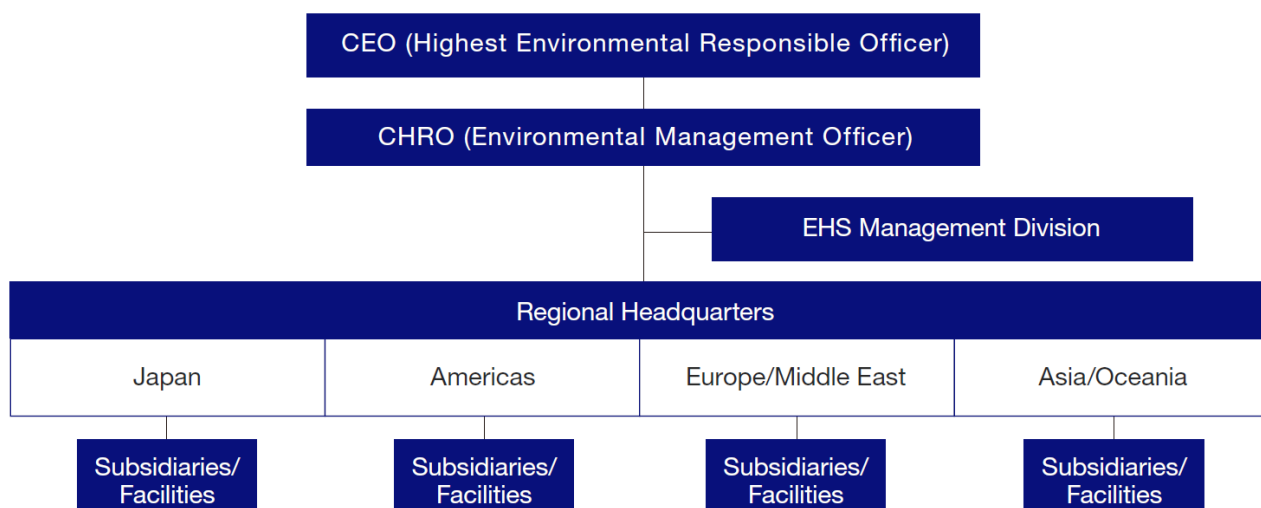 CEO (Highest Environmental Responsible Officer)
CHRO (Environmental Management Officer)
EHS Management Division
Regional Headquarters
Japan
Americas
Europe/Middle East
Asia/Oceania
Subsidiaries/
Facilities
Subsidiaries/
Facilities
Subsidiaries/
Facilities
Subsidiaries/
Facilities